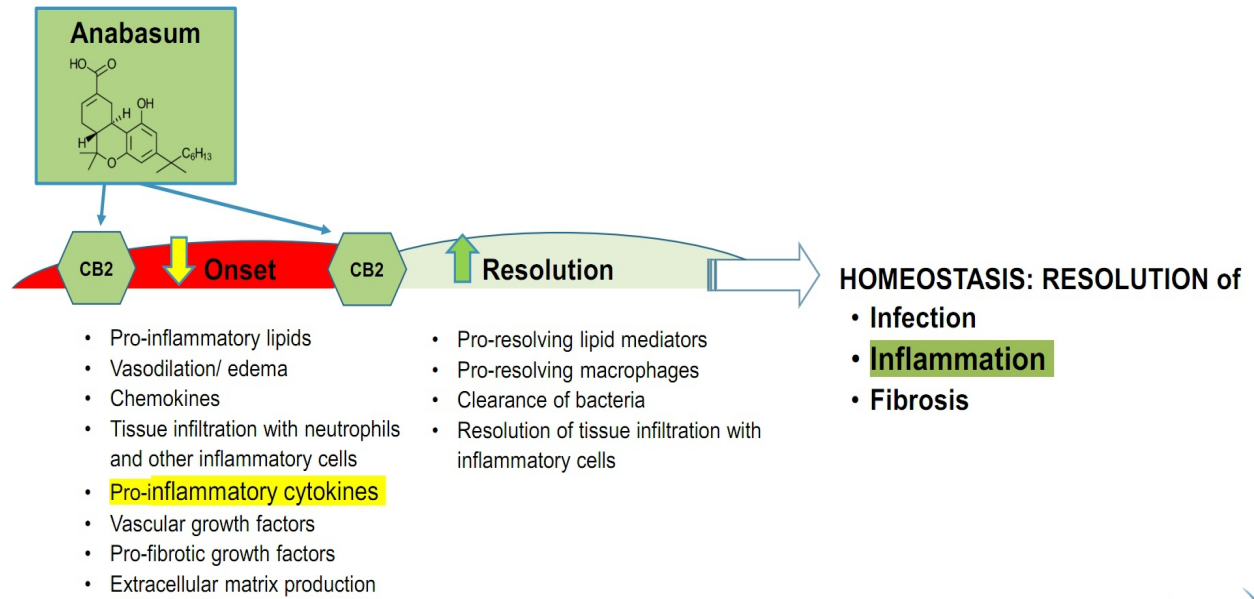 Anabasum
HO
O
OH
H
H
O
C6H13
CB2
Onset
CB2
Resolution
• Pro-inflammatory lipids
• Vasodilation/ edema
• Chemokines
• Tissue infiltration with neutrophils
and other inflammatory cells
• Pro-inflammatory cytokines
• Vascular growth factors
• Pro-fibrotic growth factors
• Extracellular matrix production
• Pro-resolving lipid mediators
• Pro-resolving macrophages
• Clearance of bacteria
• Resolution of tissue infiltration with
inflammatory cells
HOMEOSTASIS: RESOLUTION of
• Infection
• Inflammation
• Fibrosis